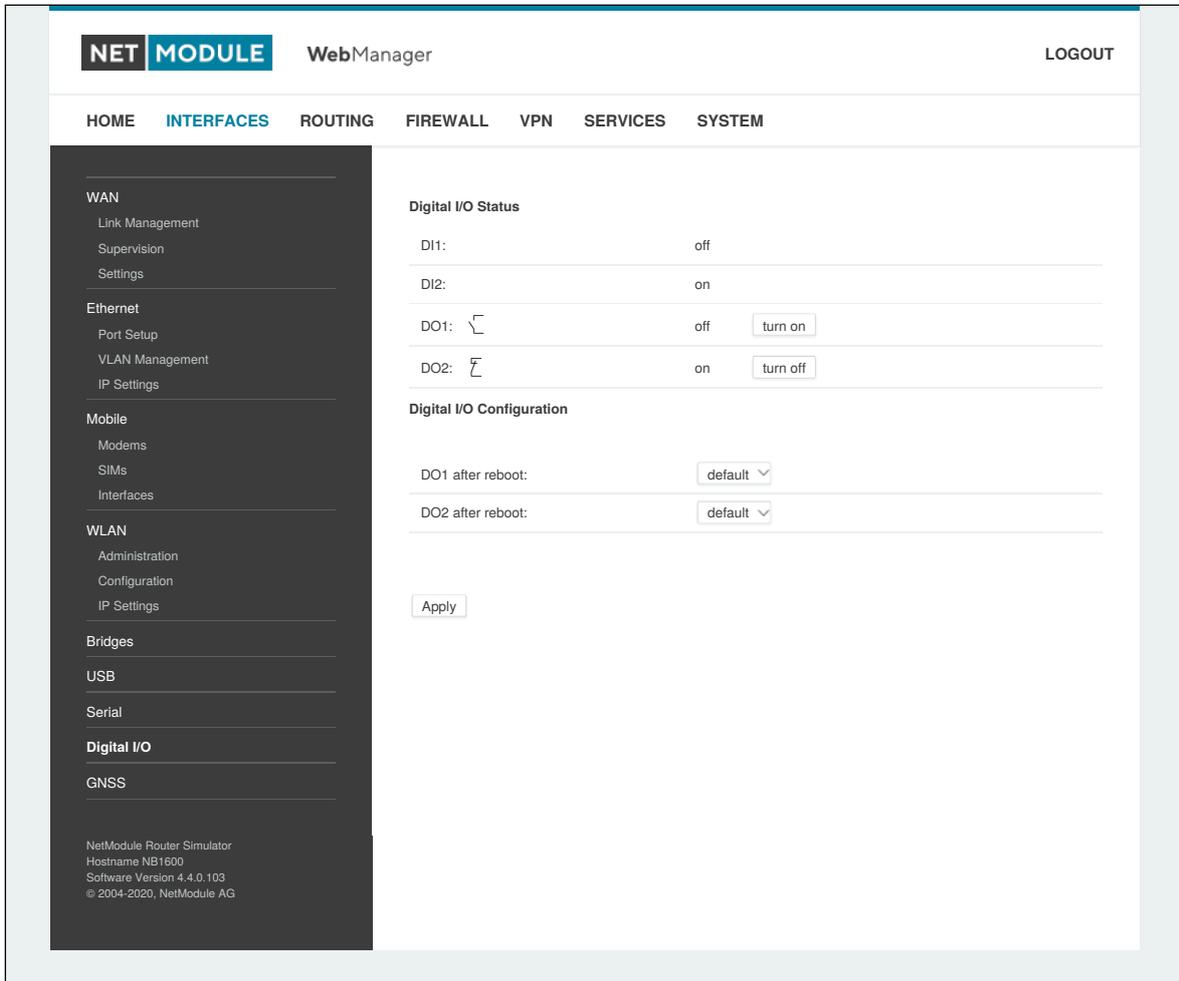 NET MODULE WebManager LOGOUT
HOME INTERFACES ROUTING FIREWALL VPN SERVICES SYSTEM
WAN
Link Management
Supervision
Settings
Ethernet
Port Setup
VLAN Management
IP Settings
Mobile
Modems
SIMs
Interfaces
WLAN
Administration
Configuration
IP Settings
Bridges
USB
Serial
Digital I/O
GNSS
NetModule Router Simulator
Hostname NB1600
Software Version 4.4.0.103
© 2004-2020, NetModule AG
Digital I/O Status
DI1: off
DI2: on
DO1: off turn on
DO2: on turn off
Digital I/O Configuration
DO1 after reboot: default
DO2 after reboot: default
Apply